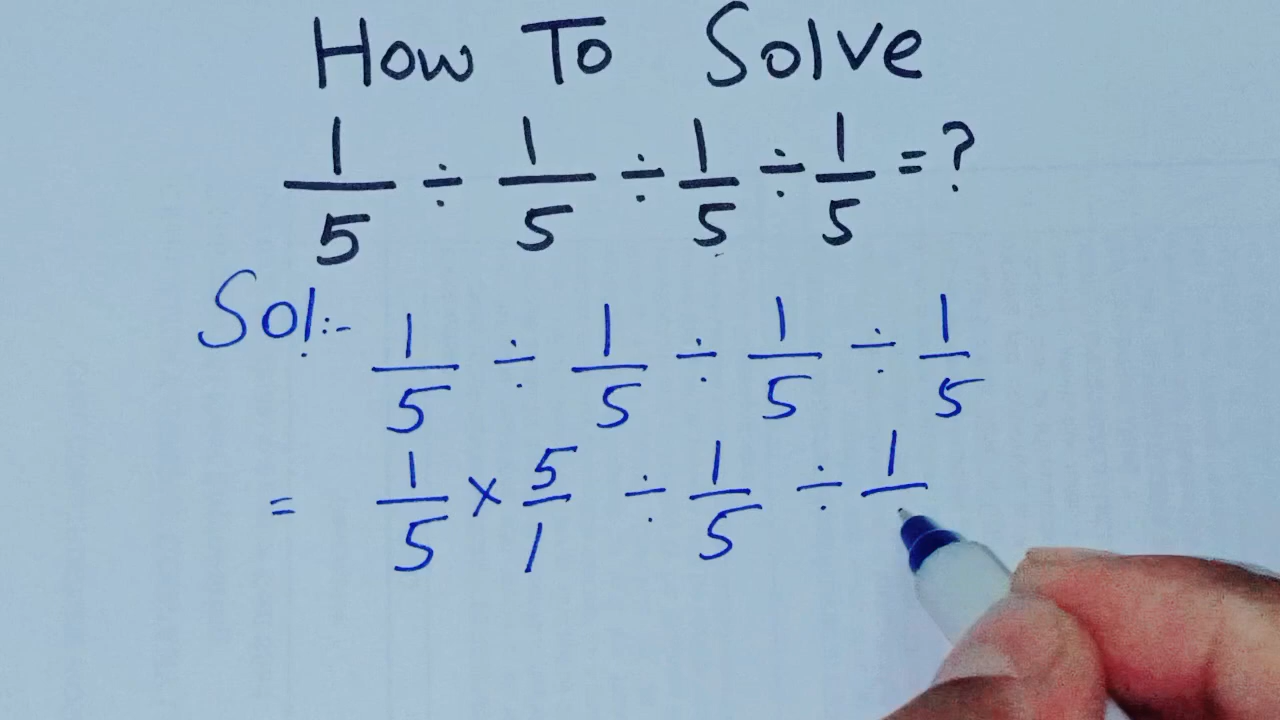 How To Solve
1/5 ÷ 1/5 ÷ 1/5 ÷ 1/5 = ?
Sol:- 1/5 ÷ 1/5 ÷ 1/5 ÷ 1/5
= 1/5 × 5/1 ÷ 1/5 ÷ 1/